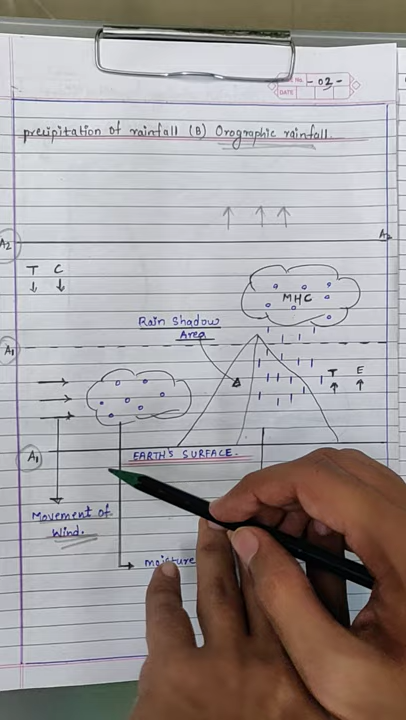 No. - 02 -
DATE
precipitation of rainfall (B) Orographic rainfall.
A2
A2
T C
MHC
Rain Shadow
Area
A1
T E
A1
EARTH'S SURFACE.
Movement of
Wind.
moisture